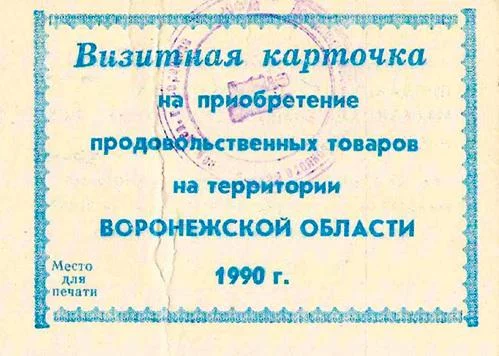 Визитная карточка
на приобретение
продовольственных товаров
на территории
ВОРОНЕЖСКОЙ ОБЛАСТИ
1990 г.
Место
для
печати